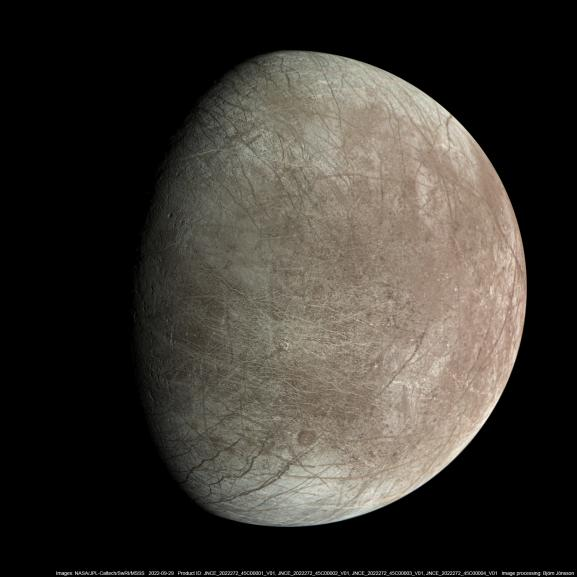 Images: NASA/JPL-Caltech/SwRI/MSSS 2022-09-29 Product ID: JNCE_2022272_45C00001_V01, JNCE_2022272_45C00002_V01, JNCE_2022272_45C00003_V01, JNCE_2022272_45C00004_V01 Image processing: Björn Jónsson